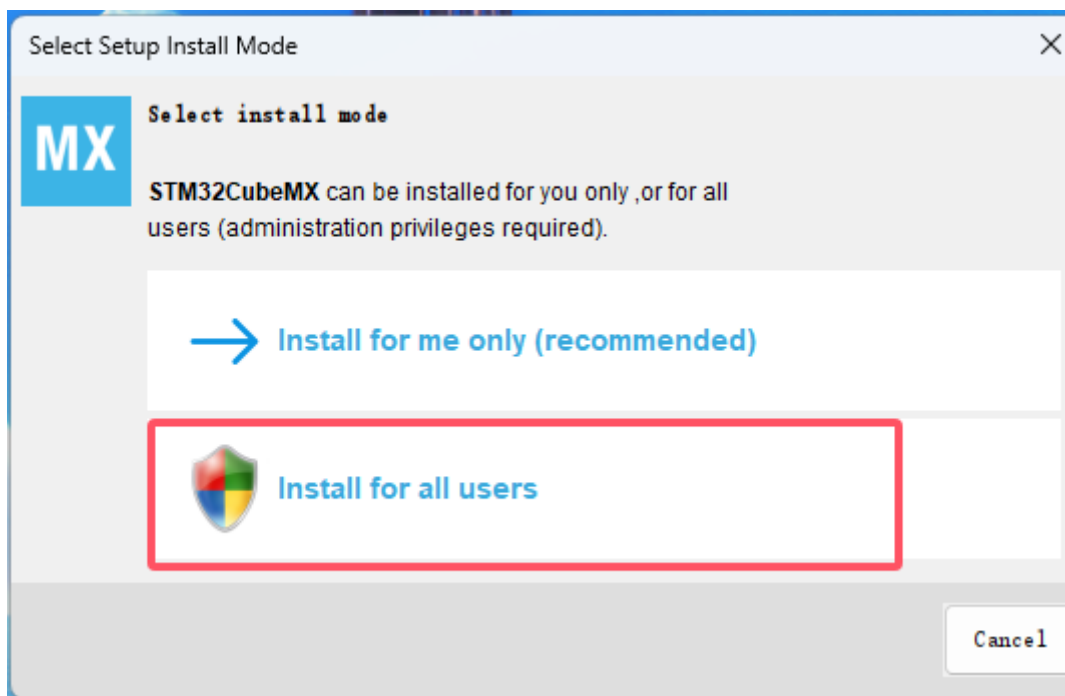 Select Setup Install Mode
MX
Select install mode
STM32CubeMX can be installed for you only ,or for all
users (administration privileges required).
Install for me only (recommended)
Install for all users
Cancel